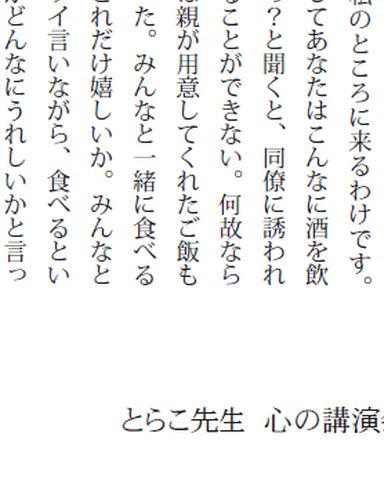 私のところに来るわけです。
してあなたはこんなに酒を飲
？と聞くと、同僚に誘われ
ることができない。何故なら
は親が用意してくれたご飯も
た。みんなと一緒に食べる
れだけ嬉しいか。みんなと
イ言いながら、食べるとい
どんなにうれしいかと言っ
とらこ先生 心の講演会